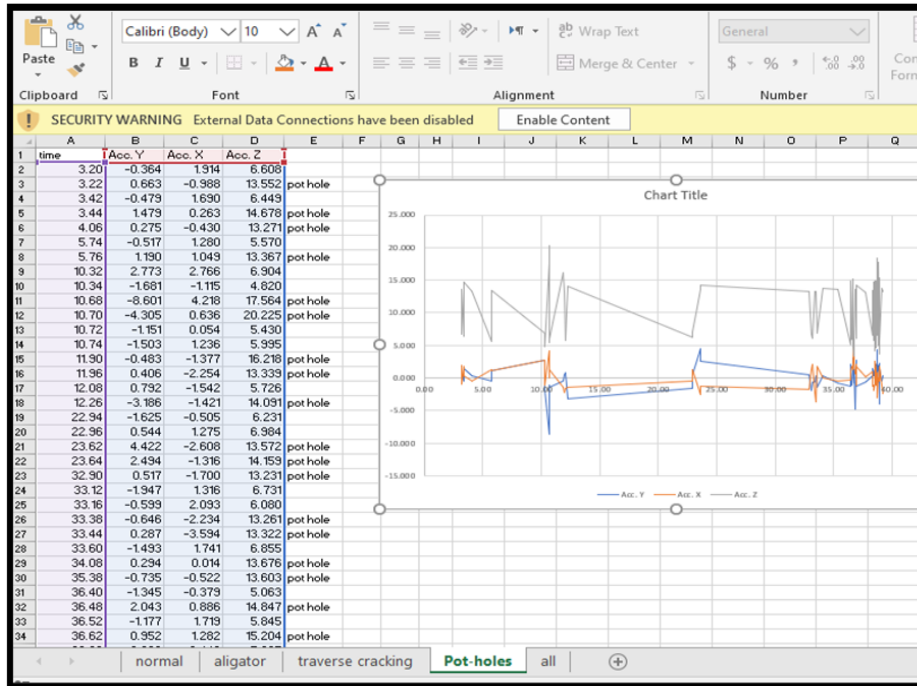 Calibri (Body) 10 A A ab Wrap Text General
Paste B I U A Merge & Center $ % , Con
Form
Clipboard Font Alignment Number
! SECURITY WARNING External Data Connections have been disabled Enable Content
A B C D E F G H I J K L M N O P Q
1 time Acc. Y Acc. X Acc. Z
2 3.20 -0.364 1.914 6.608
3 3.22 0.663 -0.988 13.552 pot hole
4 3.42 -0.479 1.690 6.449
5 3.44 1.479 0.263 14.678 pot hole
6 4.06 0.275 -0.430 13.271 pot hole
7 5.74 -0.517 1.280 5.570
8 5.76 1.190 1.049 13.367 pot hole
9 10.32 2.773 2.766 6.904
10 10.34 -1.681 -1.115 4.820
11 10.68 -8.601 4.218 17.564 pot hole
12 10.70 -4.305 0.636 20.225 pot hole
13 10.72 -1.151 0.054 5.430
14 10.74 -1.503 1.236 5.995
15 11.90 -0.483 -1.377 16.218 pot hole
16 11.96 0.406 -2.254 13.339 pot hole
17 12.08 0.792 -1.542 5.726
18 12.26 -3.186 -1.421 14.091 pot hole
19 22.94 -1.625 -0.505 6.231
20 22.96 0.544 1.275 6.984
21 23.62 4.422 -2.608 13.572 pot hole
22 23.64 2.494 -1.316 14.159 pot hole
23 32.90 0.517 -1.700 13.231 pot hole
24 33.12 -1.947 1.316 6.731
25 33.16 -0.599 2.093 6.080
26 33.38 -0.646 -2.234 13.261 pot hole
27 33.44 0.287 -3.594 13.322 pot hole
28 33.60 -1.493 1.741 6.855
29 34.08 0.294 0.014 13.676 pot hole
30 35.38 -0.735 -0.522 13.603 pot hole
31 36.40 -1.345 -0.379 5.063
32 36.48 2.043 0.886 14.847 pot hole
33 36.52 -1.177 1.719 5.845
34 36.62 0.952 1.282 15.204 pot hole
Chart Title
25.000
20.000
15.000
10.000
5.000
0.000
0.00 5.00 10.00 15.00 20.00 25.00 30.00 35.00 40.00
-5.000
-10.000
-15.000
Acc. Y Acc. X Acc. Z
normal aligator traverse cracking Pot-holes all